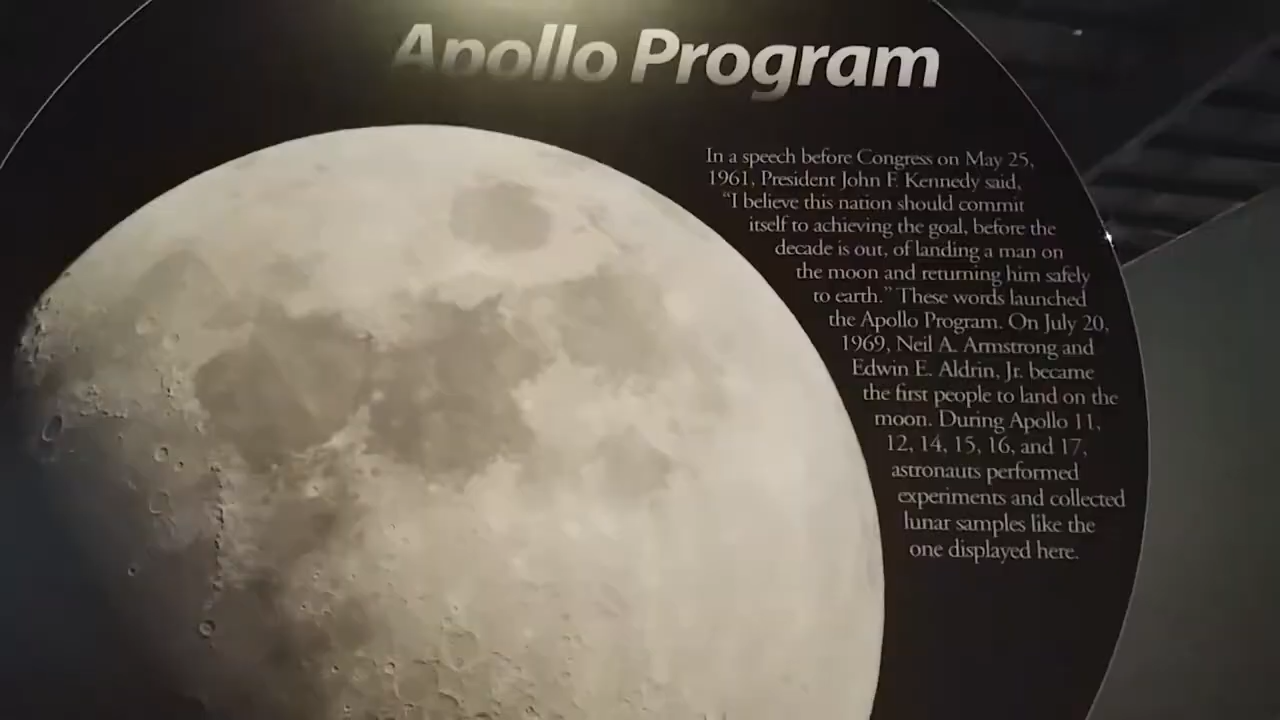 Apollo Program
In a speech before Congress on May 25,
1961, President John F. Kennedy said,
“I believe this nation should commit
itself to achieving the goal, before the
decade is out, of landing a man on
the moon and returning him safely
to earth.” These words launched
the Apollo Program. On July 20,
1969, Neil A. Armstrong and
Edwin E. Aldrin, Jr. became
the first people to land on the
moon. During Apollo 11,
12, 14, 15, 16, and 17,
astronauts performed
experiments and collected
lunar samples like the
one displayed here.